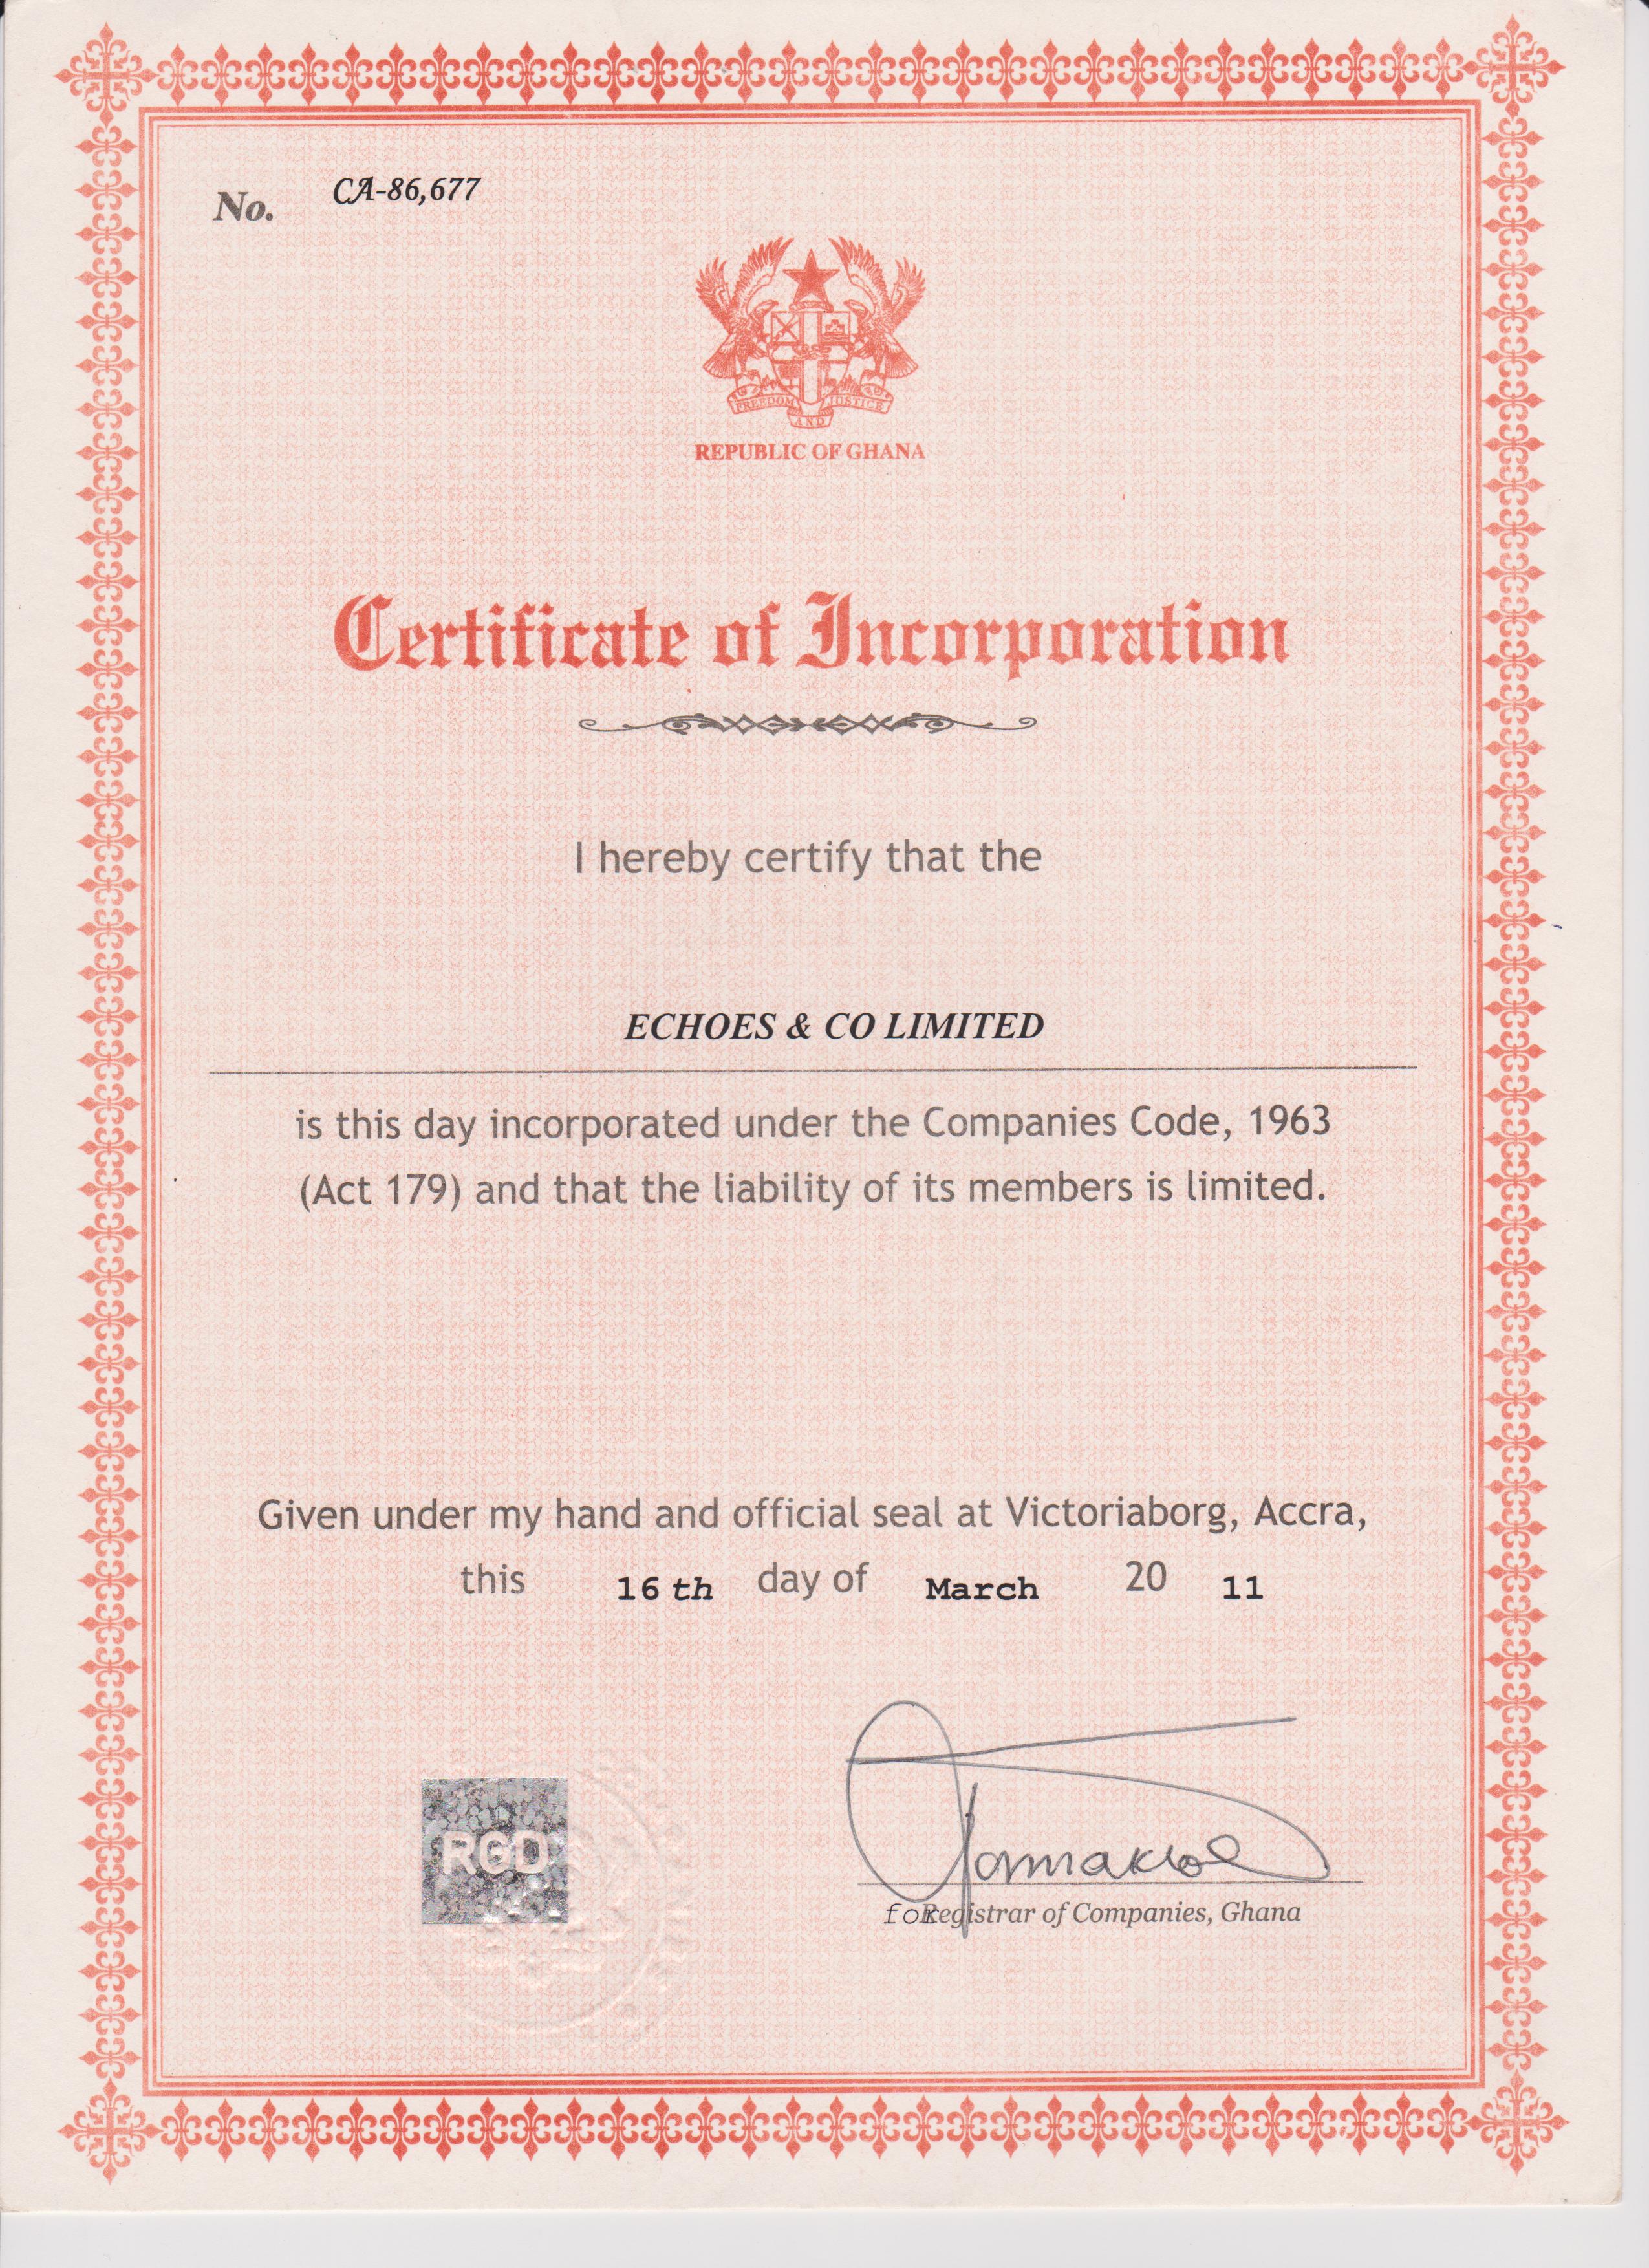 No. CA-86,677
FREEDOM JUSTICE
AND
REPUBLIC OF GHANA
Certificate of Incorporation
I hereby certify that the
ECHOES & CO LIMITED
is this day incorporated under the Companies Code, 1963
(Act 179) and that the liability of its members is limited.
Given under my hand and official seal at Victoriaborg, Accra,
this 16th day of March 20 11
RGD
for Registrar of Companies, Ghana